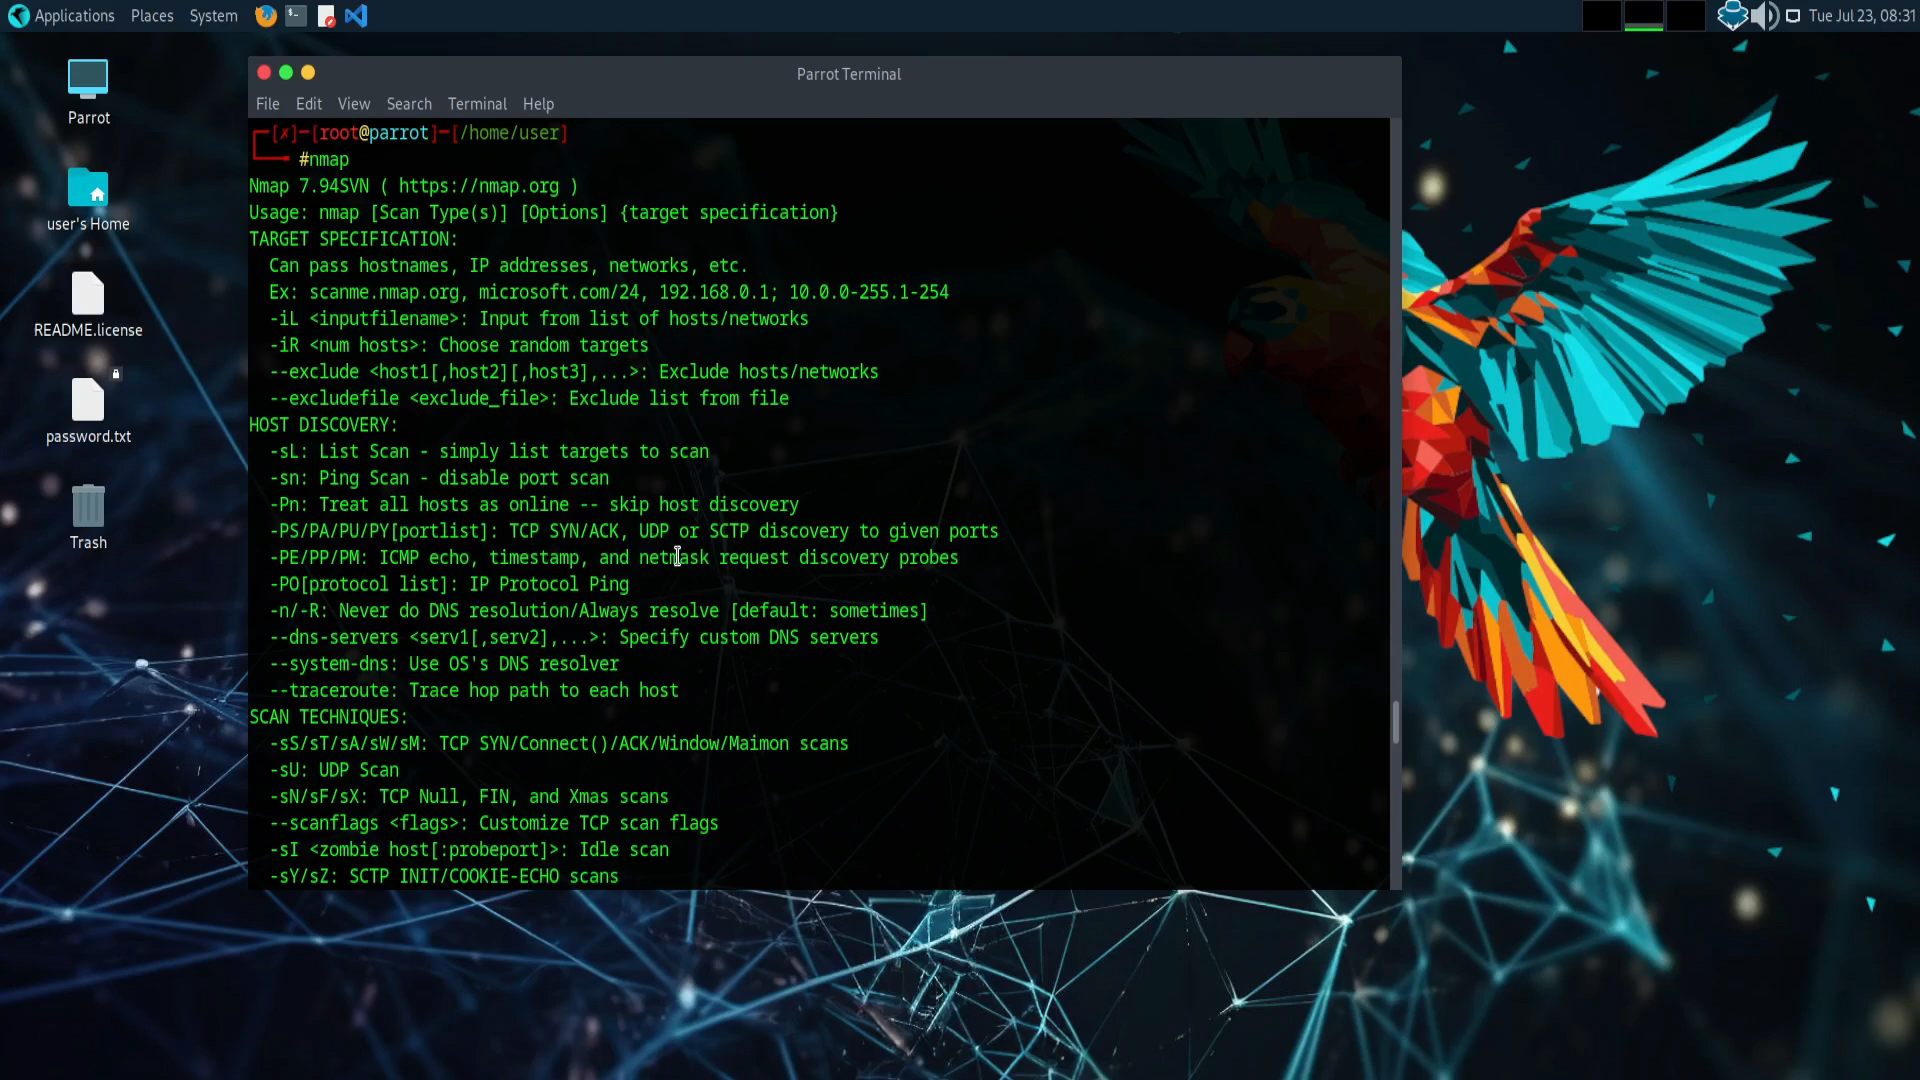 Applications Places System
Tue Jul 23, 08:31
Parrot
user's Home
README.license
password.txt
Trash
Parrot Terminal
File Edit View Search Terminal Help
┌─[✗]─[root@parrot]─[/home/user]
└──╼ #nmap
Nmap 7.94SVN ( https://nmap.org )
Usage: nmap [Scan Type(s)] [Options] {target specification}
TARGET SPECIFICATION:
  Can pass hostnames, IP addresses, networks, etc.
  Ex: scanme.nmap.org, microsoft.com/24, 192.168.0.1; 10.0.0-255.1-254
  -iL <inputfilename>: Input from list of hosts/networks
  -iR <num hosts>: Choose random targets
  --exclude <host1[,host2][,host3],...>: Exclude hosts/networks
  --excludefile <exclude_file>: Exclude list from file
HOST DISCOVERY:
  -sL: List Scan - simply list targets to scan
  -sn: Ping Scan - disable port scan
  -Pn: Treat all hosts as online -- skip host discovery
  -PS/PA/PU/PY[portlist]: TCP SYN/ACK, UDP or SCTP discovery to given ports
  -PE/PP/PM: ICMP echo, timestamp, and netmask request discovery probes
  -PO[protocol list]: IP Protocol Ping
  -n/-R: Never do DNS resolution/Always resolve [default: sometimes]
  --dns-servers <serv1[,serv2],...>: Specify custom DNS servers
  --system-dns: Use OS's DNS resolver
  --traceroute: Trace hop path to each host
SCAN TECHNIQUES:
  -sS/sT/sA/sW/sM: TCP SYN/Connect()/ACK/Window/Maimon scans
  -sU: UDP Scan
  -sN/sF/sX: TCP Null, FIN, and Xmas scans
  --scanflags <flags>: Customize TCP scan flags
  -sI <zombie host[:probeport]>: Idle scan
  -sY/sZ: SCTP INIT/COOKIE-ECHO scans